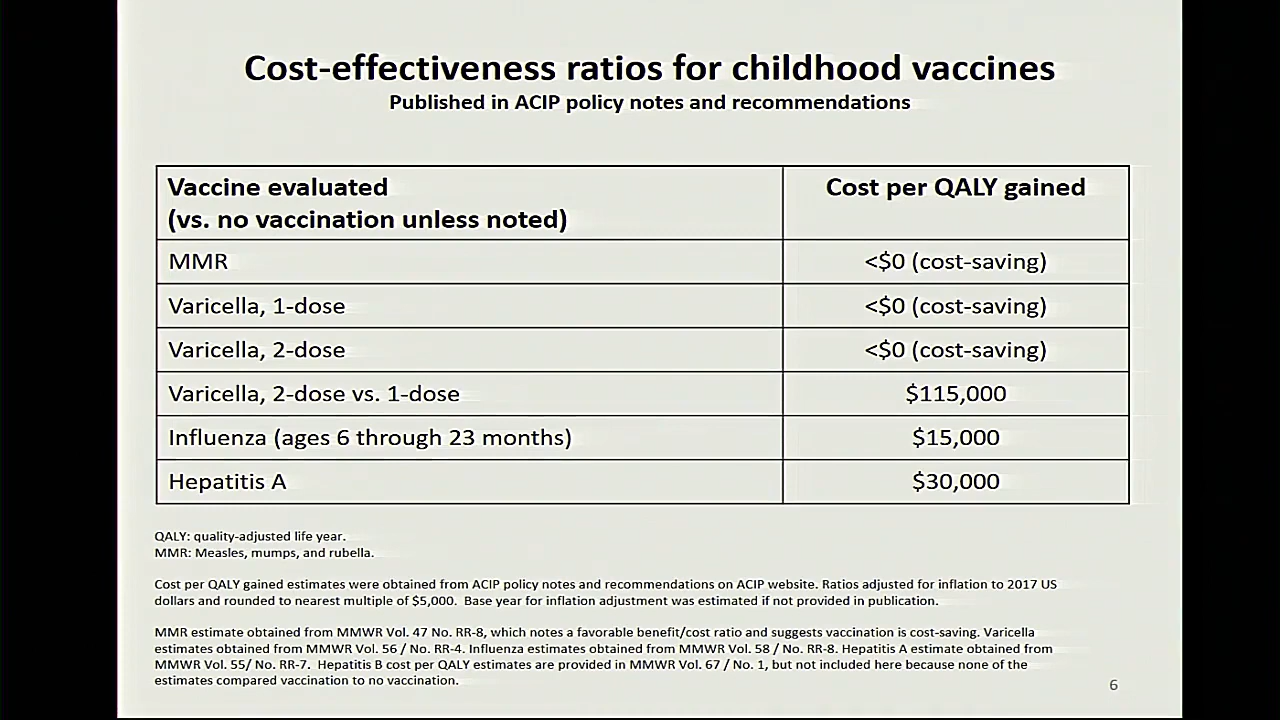 Cost-effectiveness ratios for childhood vaccines
Published in ACIP policy notes and recommendations
Vaccine evaluated
(vs. no vaccination unless noted)
Cost per QALY gained
MMR
<$0 (cost-saving)
Varicella, 1-dose
<$0 (cost-saving)
Varicella, 2-dose
<$0 (cost-saving)
Varicella, 2-dose vs. 1-dose
$115,000
Influenza (ages 6 through 23 months)
$15,000
Hepatitis A
$30,000
QALY: quality-adjusted life year.
MMR: Measles, mumps, and rubella.
Cost per QALY gained estimates were obtained from ACIP policy notes and recommendations on ACIP website. Ratios adjusted for inflation to 2017 US
dollars and rounded to nearest multiple of $5,000.  Base year for inflation adjustment was estimated if not provided in publication.
MMR estimate obtained from MMWR Vol. 47 No. RR-8, which notes a favorable benefit/cost ratio and suggests vaccination is cost-saving. Varicella
estimates obtained from MMWR Vol. 56 / No. RR-4. Influenza estimates obtained from MMWR Vol. 58 / No. RR-8. Hepatitis A estimate obtained from
MMWR Vol. 55/ No. RR-7.  Hepatitis B cost per QALY estimates are provided in MMWR Vol. 67 / No. 1, but not included here because none of the
estimates compared vaccination to no vaccination.
6